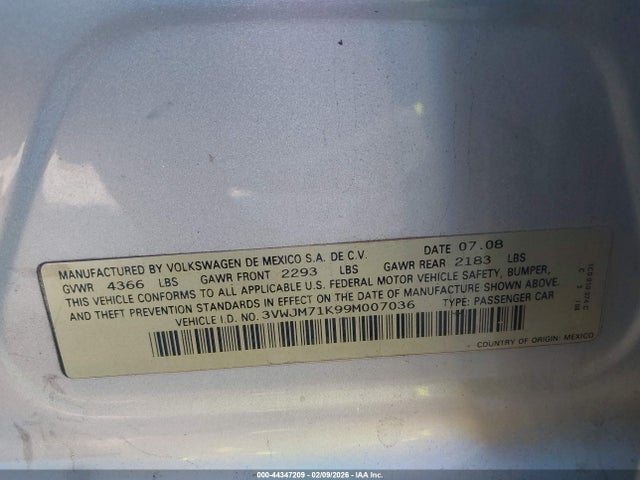 MANUFACTURED BY VOLKSWAGEN DE MEXICO S.A. DE C.V. DATE 07.08
GVWR 4366 LBS GAWR FRONT 2293 LBS GAWR REAR 2183 LBS
THIS VEHICLE CONFORMS TO ALL APPLICABLE U.S. FEDERAL MOTOR VEHICLE SAFETY, BUMPER,
AND THEFT PREVENTION STANDARDS IN EFFECT ON THE DATE OF MANUFACTURE SHOWN ABOVE.
VEHICLE I.D. NO. 3VWJM71K99M007036 TYPE: PASSENGER CAR
COUNTRY OF ORIGIN: MEXICO
000-44347209 - 02/09/2026 - IAA Inc.